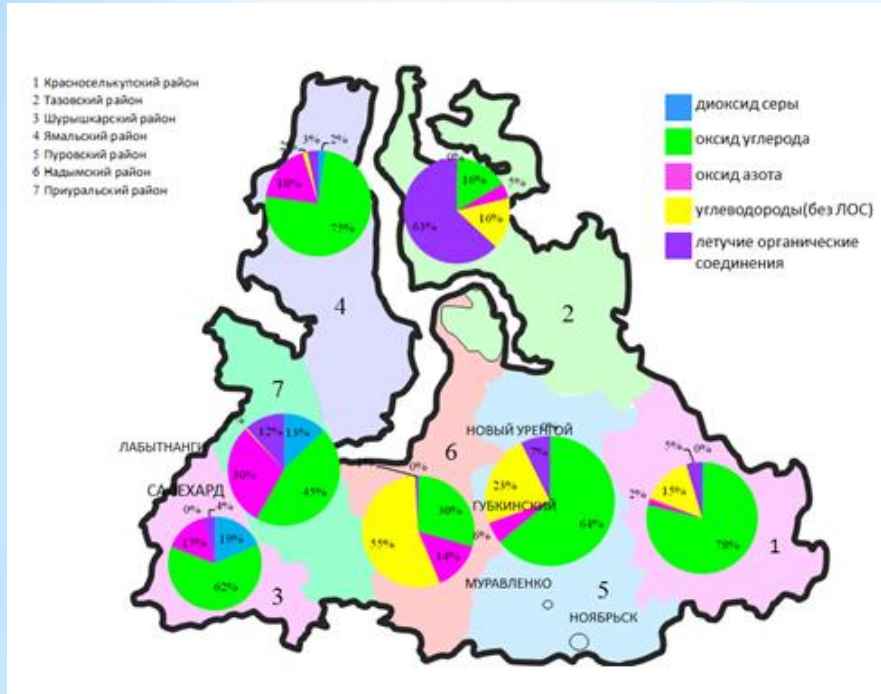 1 Красноселькупский район
2 Тазовский район
3 Шурышкарский район
4 Ямальский район
5 Пуровский район
6 Надымский район
7 Приуральский район
диоксид серы
оксид углерода
оксид азота
углеводороды(без ЛОС)
летучие органические
соединения
3%
2%
75%
0%
16%
5%
16%
63%
4
2
7
ЛАБЫТНАНГИ
12%
13%
30%
45%
САЛЕХАРД
0%
4%
19%
62%
3
6
0%
30%
14%
55%
НОВЫЙ УРЕНГОЙ
7%
23%
ГУБКИНСКИЙ
6%
64%
МУРАВЛЕНКО
5
НОЯБРЬСК
5%
0%
2%
15%
78%
1